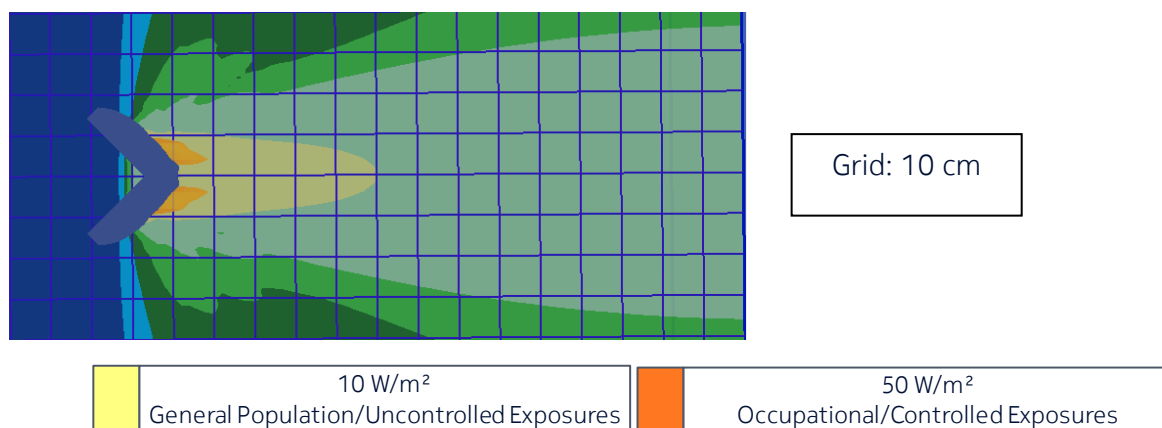 Grid: 10 cm
10 W/m²
General Population/Uncontrolled Exposures
50 W/m²
Occupational/Controlled Exposures